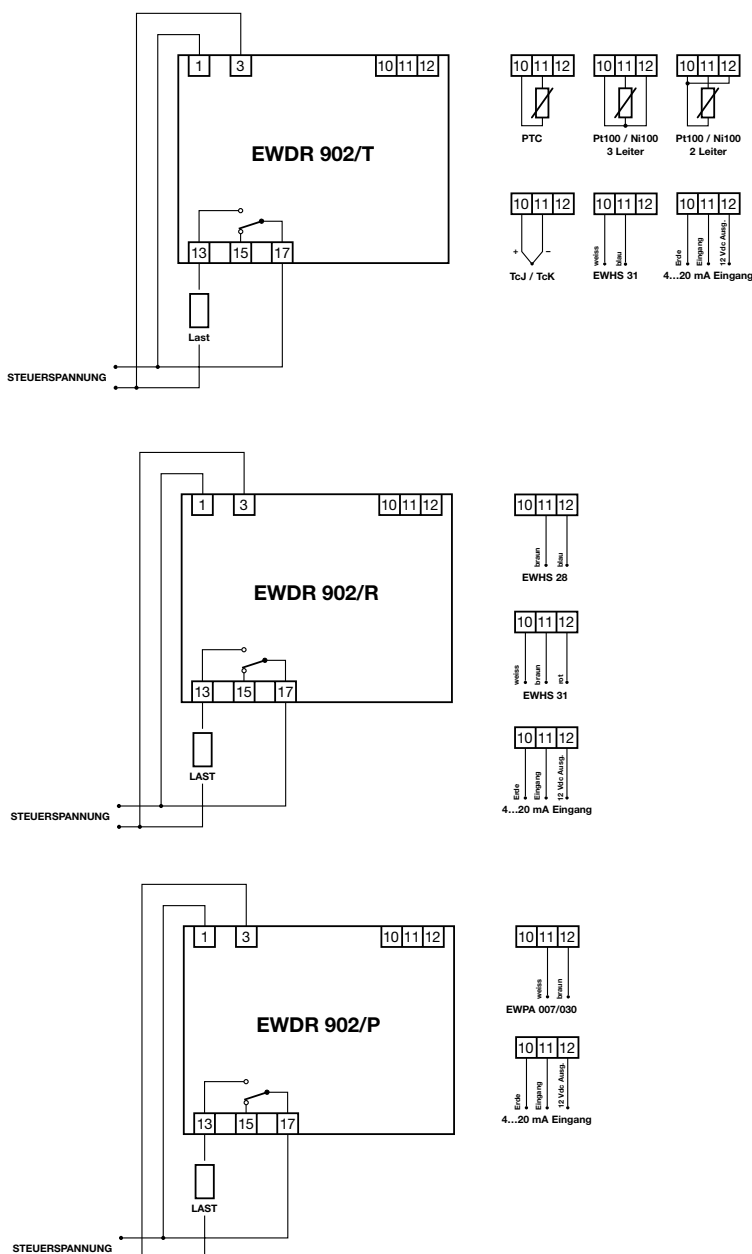 1 3 10 11 12
EWDR 902/T
13 15 17
Last
STEUERSPANNUNG
10 11 12
PTC
10 11 12
Pt100 / Ni100
3 Leiter
10 11 12
Pt100 / Ni100
2 Leiter
10 11 12
+ –
TcJ / TcK
10 11 12
weiss
blau
EWHS 31
10 11 12
Erde
Eingang
12 Vdc Ausg.
4...20 mA Eingang
1 3 10 11 12
EWDR 902/R
13 15 17
LAST
STEUERSPANNUNG
10 11 12
braun
blau
EWHS 28
10 11 12
weiss
braun
rot
EWHS 31
10 11 12
Erde
Eingang
12 Vdc Ausg.
4...20 mA Eingang
1 3 10 11 12
EWDR 902/P
13 15 17
LAST
STEUERSPANNUNG
10 11 12
weiss
braun
EWPA 007/030
10 11 12
Erde
Eingang
12 Vdc Ausg.
4...20 mA Eingang